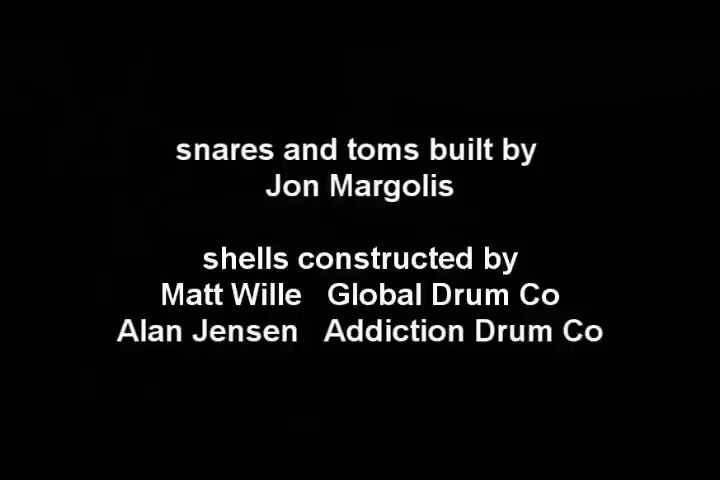 snares and toms built by
Jon Margolis
shells constructed by
Matt Wille Global Drum Co
Alan Jensen Addiction Drum Co